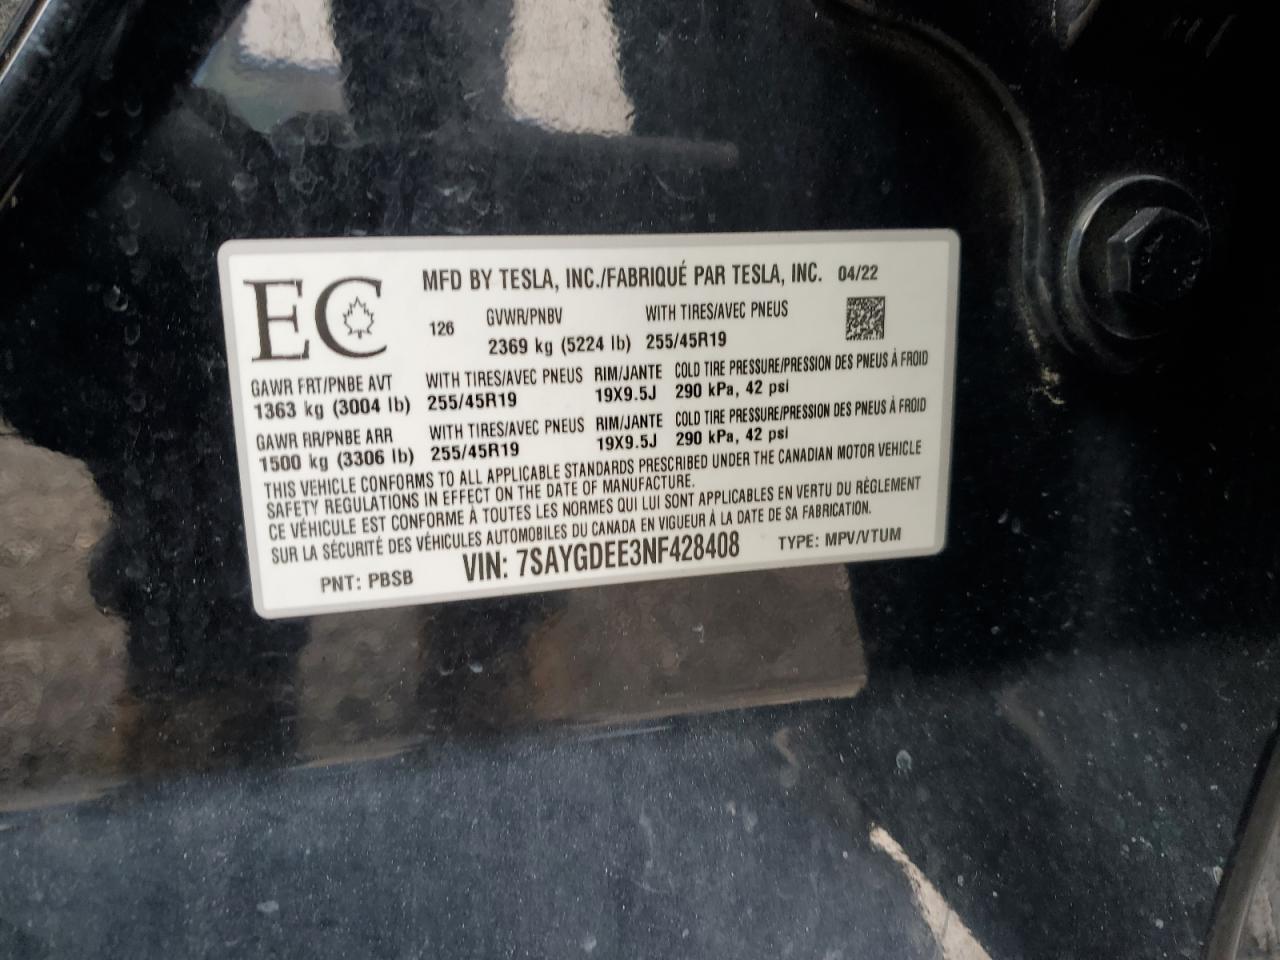 EC
MFD BY TESLA, INC./FABRIQUÉ PAR TESLA, INC. 04/22
126 GVWR/PNBV WITH TIRES/AVEC PNEUS
2369 kg (5224 lb) 255/45R19
GAWR FRT/PNBE AVT WITH TIRES/AVEC PNEUS RIM/JANTE COLD TIRE PRESSURE/PRESSION DES PNEUS À FROID
1363 kg (3004 lb) 255/45R19 19X9.5J 290 kPa, 42 psi
GAWR RR/PNBE ARR WITH TIRES/AVEC PNEUS RIM/JANTE COLD TIRE PRESSURE/PRESSION DES PNEUS À FROID
1500 kg (3306 lb) 255/45R19 19X9.5J 290 kPa, 42 psi
THIS VEHICLE CONFORMS TO ALL APPLICABLE STANDARDS PRESCRIBED UNDER THE CANADIAN MOTOR VEHICLE
SAFETY REGULATIONS IN EFFECT ON THE DATE OF MANUFACTURE.
CE VÉHICULE EST CONFORME À TOUTES LES NORMES QUI LUI SONT APPLICABLES EN VERTU DU RÈGLEMENT
SUR LA SÉCURITÉ DES VÉHICULES AUTOMOBILES DU CANADA EN VIGUEUR À LA DATE DE SA FABRICATION.
PNT: PBSB VIN: 7SAYGDEE3NF428408 TYPE: MPV/VTUM